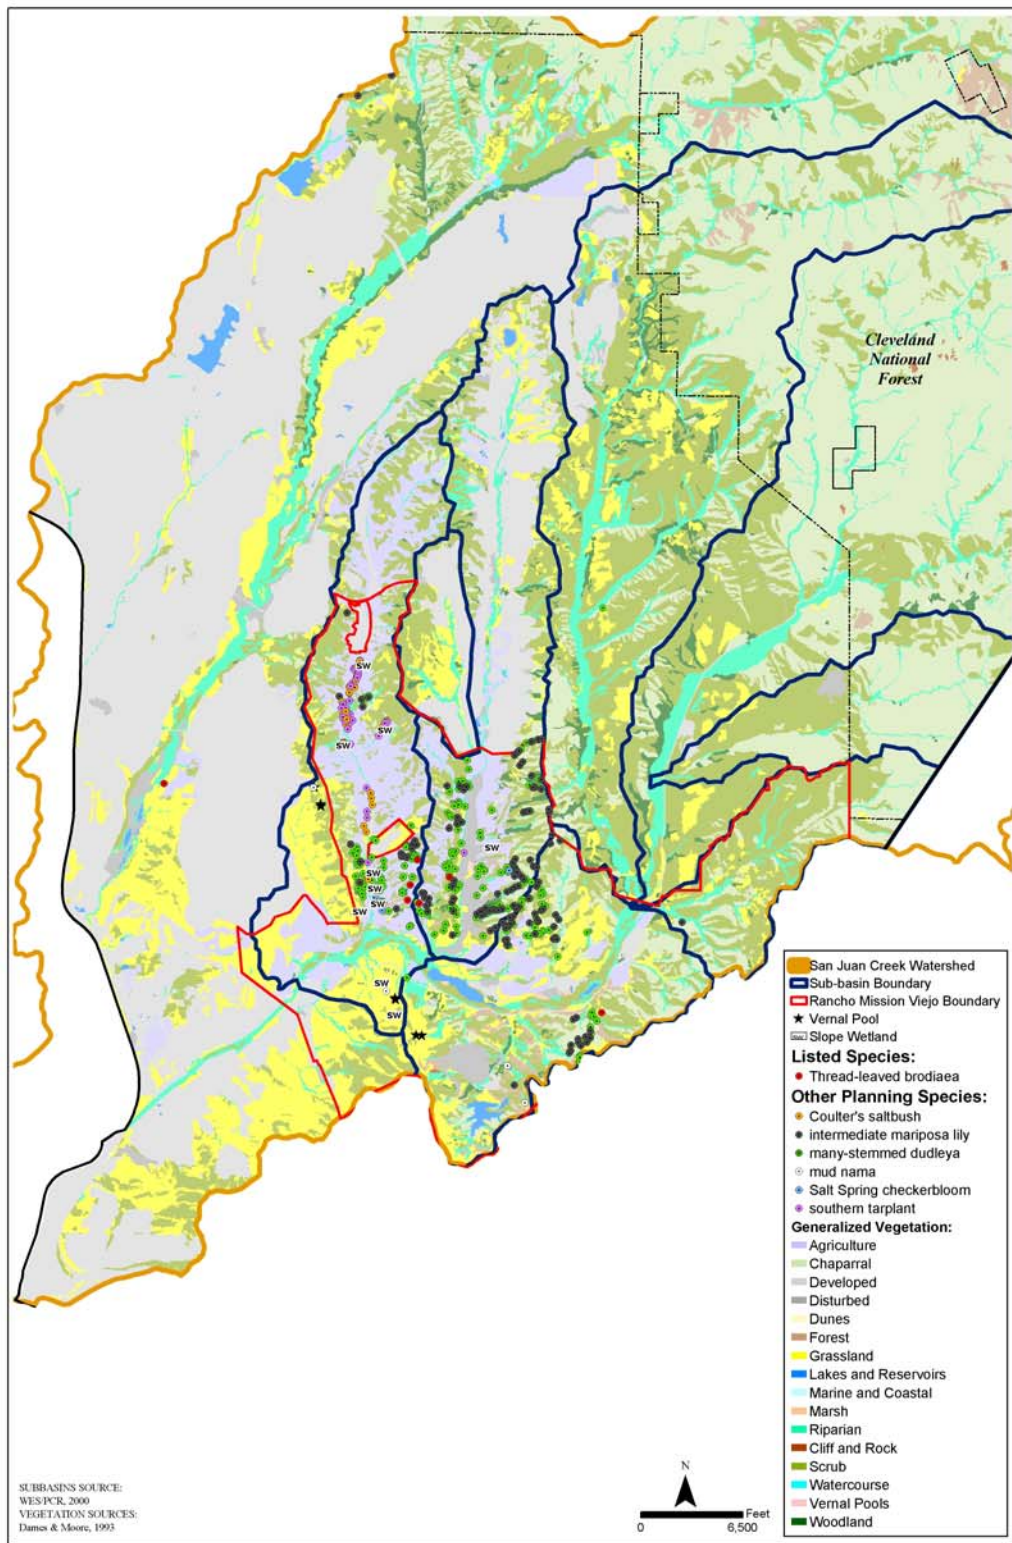 Cleveland
National
Forest
SW
SW
SW
SW
SW
SW
SW
SW
SW
SW
San Juan Creek Watershed
Sub-basin Boundary
Rancho Mission Viejo Boundary
Vernal Pool
Slope Wetland
Listed Species:
Thread-leaved brodiaea
Other Planning Species:
Coulter's saltbush
intermediate mariposa lily
many-stemmed dudleya
mud nama
Salt Spring checkerbloom
southern tarplant
Generalized Vegetation:
Agriculture
Chaparral
Developed
Disturbed
Dunes
Forest
Grassland
Lakes and Reservoirs
Marine and Coastal
Marsh
Riparian
Cliff and Rock
Scrub
Watercourse
Vernal Pools
Woodland
SUBBASINS SOURCE:
WES/PCR, 2000
VEGETATION SOURCES:
Dames & Moore, 1993
N
Feet
0 6,500